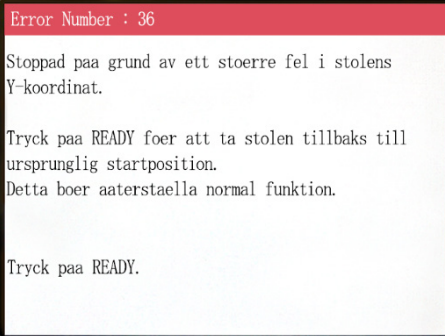 Error Number : 36
Stoppad paa grund av ett stoerre fel i stolens
Y-koordinat.
Tryck paa READY foer att ta stolen tillbaks till
ursprunglig startposition.
Detta boer aaterstaella normal funktion.
Tryck paa READY.